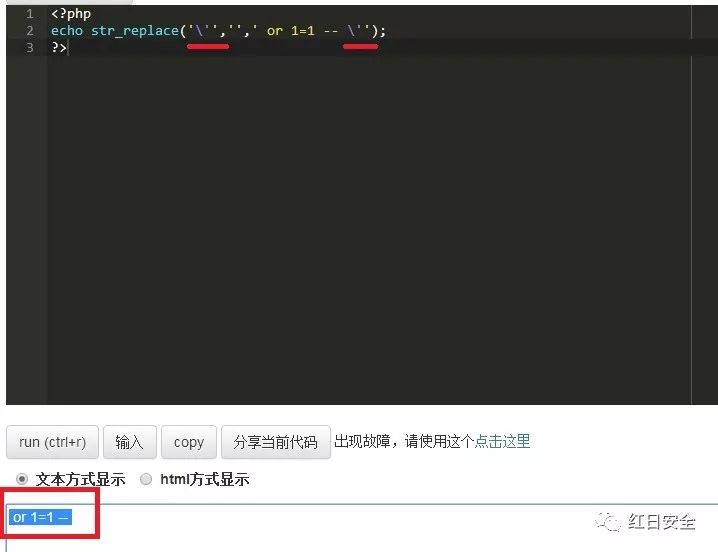 1 <?php
2 echo str_replace('\'','',' or 1=1 -- \'');
3 ?>
run (ctrl+r) 输入 copy 分享当前代码 出现故障，请使用这个点击这里
文本方式显示 html方式显示
or 1=1 --
红日安全